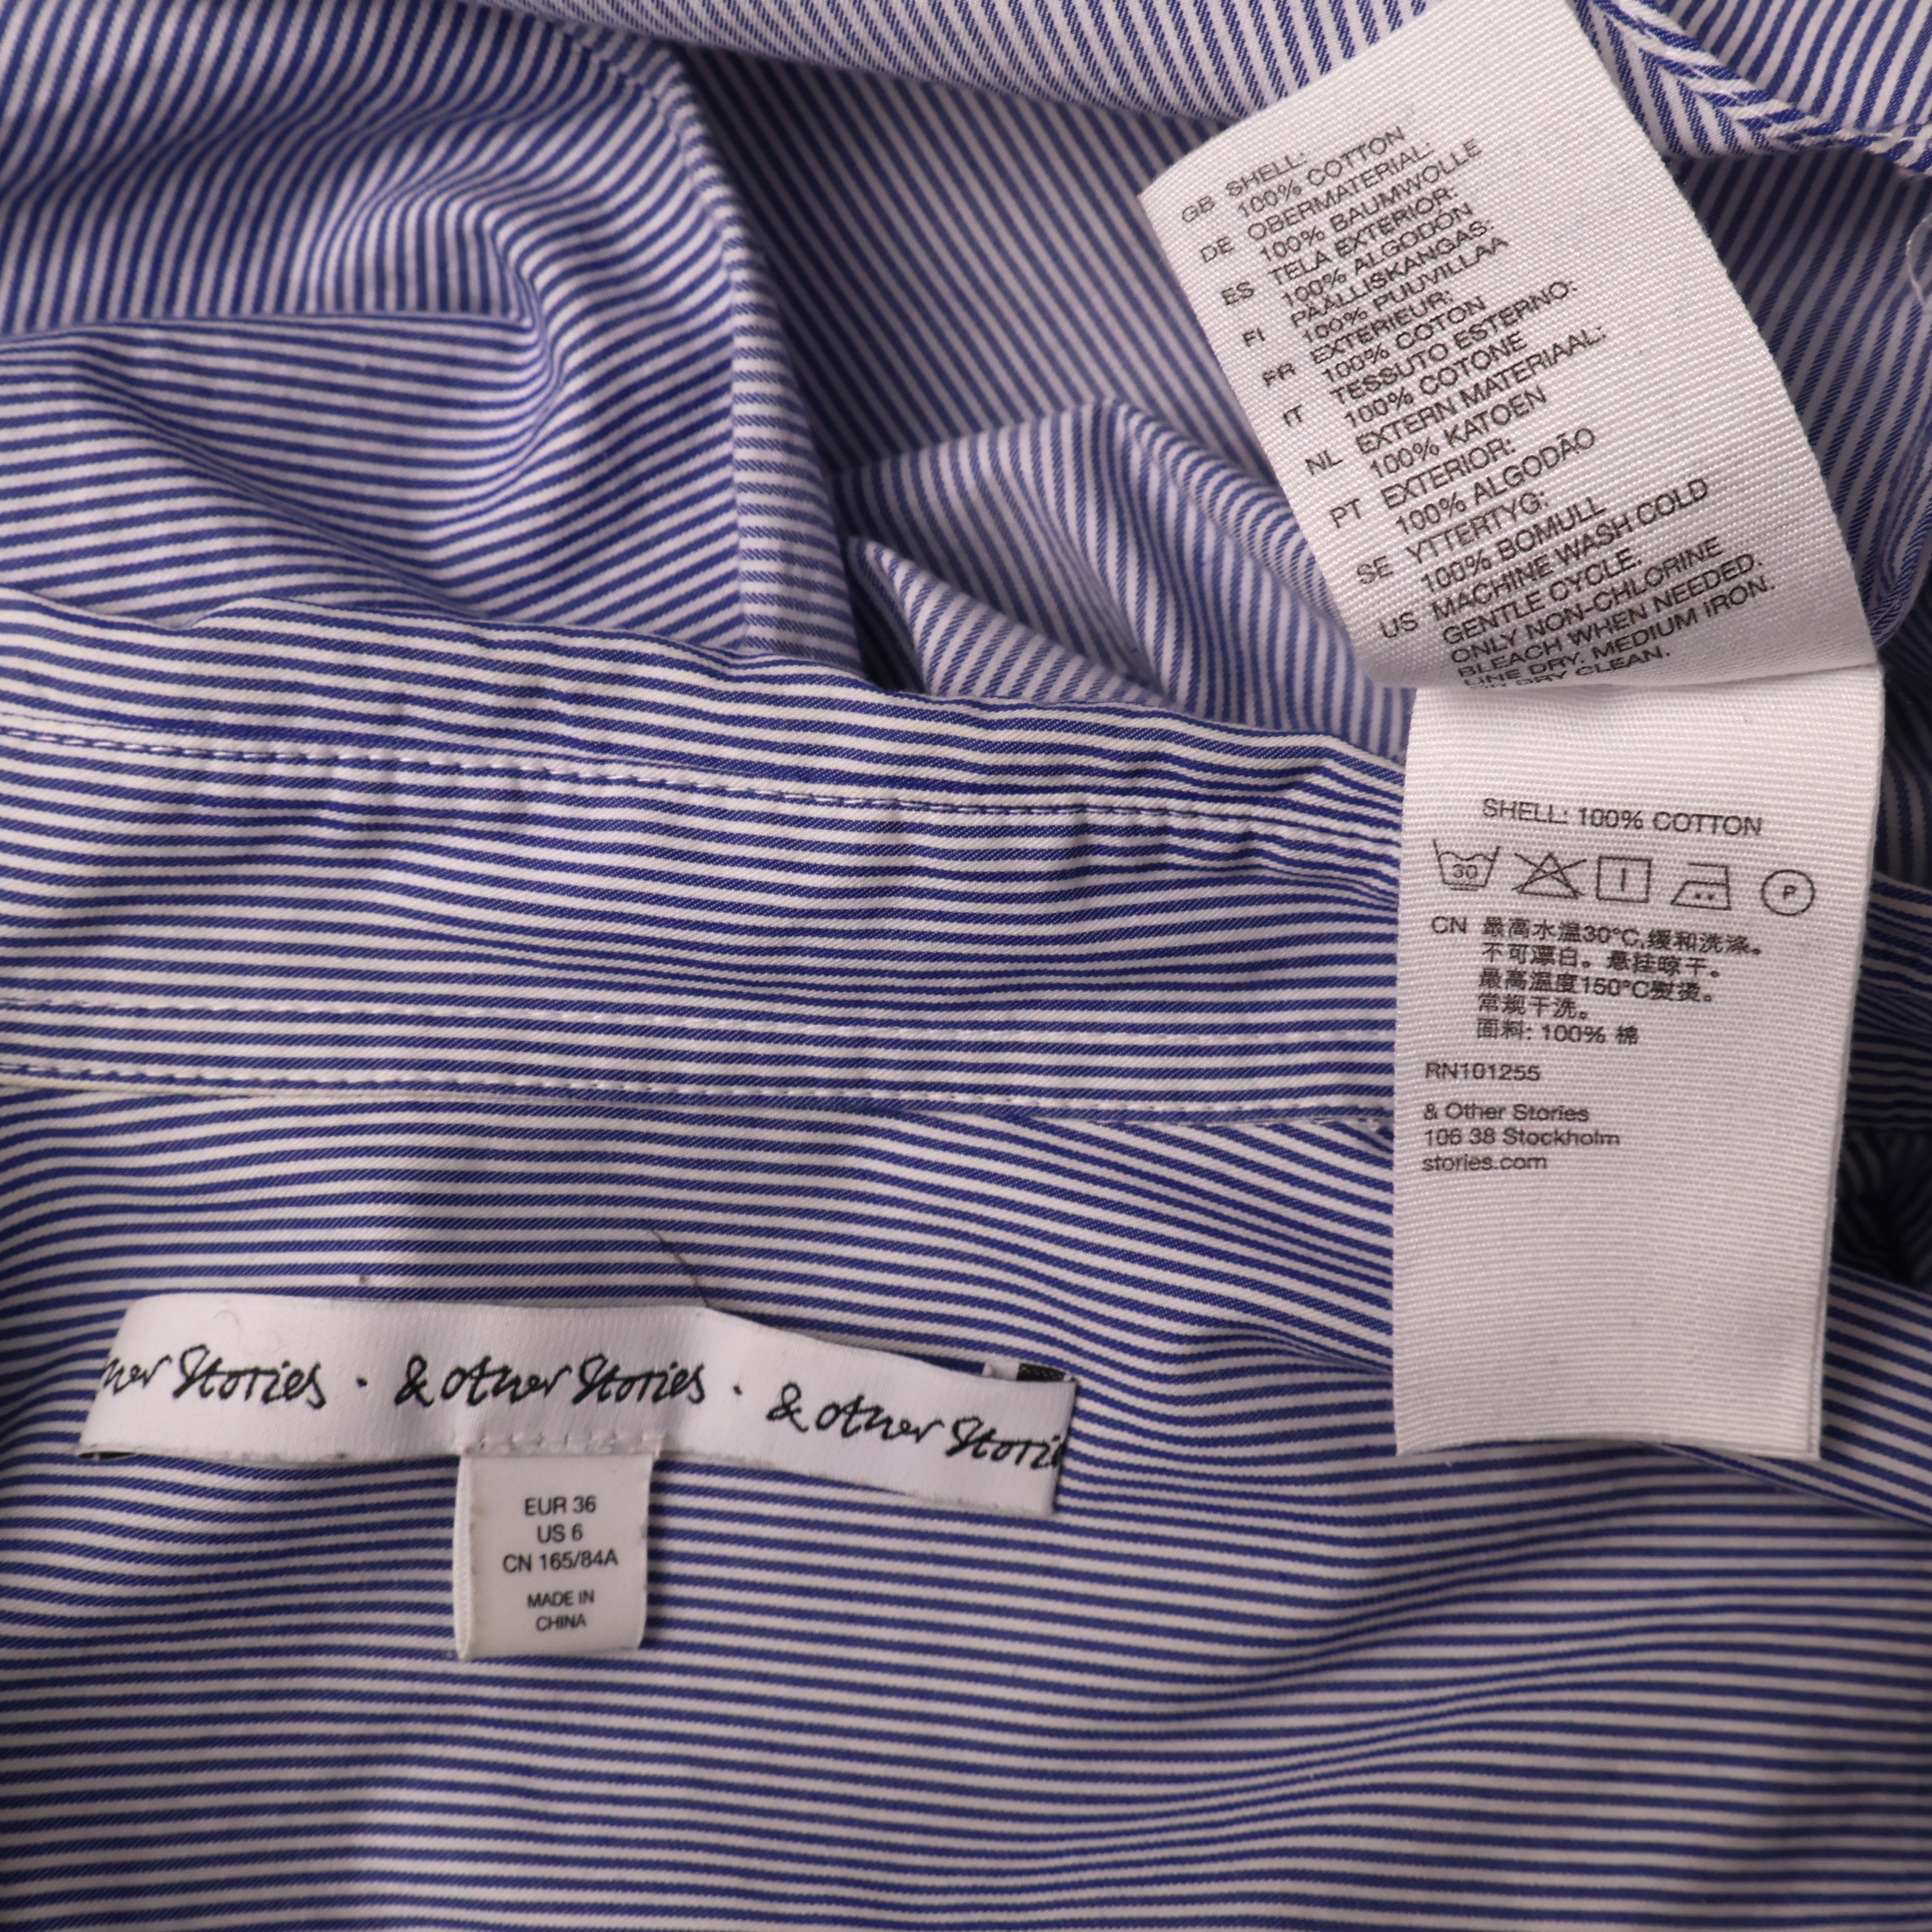 GB SHELL:
100% COTTON
DE OBERMATERIAL:
100% BAUMWOLLE
ES TELA EXTERIOR:
100% ALGODÓN
FI PÄÄLLISKANGAS:
100% PUUVILLAA
FR EXTÉRIEUR:
100% COTON
IT TESSUTO ESTERNO:
100% COTONE
NL EXTERN MATERIAAL:
100% KATOEN
PT EXTERIOR:
100% ALGODÃO
SE YTTERTYG:
100% BOMULL
US MACHINE WASH COLD
GENTLE CYCLE.
ONLY NON-CHLORINE
BLEACH WHEN NEEDED.
LINE DRY. MEDIUM IRON.
DRY CLEAN.
SHELL: 100% COTTON
30 P
CN 最高水温30°C,缓和洗涤。
不可漂白。悬挂晾干。
最高温度150°C熨烫。
常规干洗。
面料: 100% 棉
RN101255
& Other Stories
106 38 Stockholm
stories.com
her Stories · & Other Stories · & Other Stori
EUR 36
US 6
CN 165/84A
MADE IN
CHINA